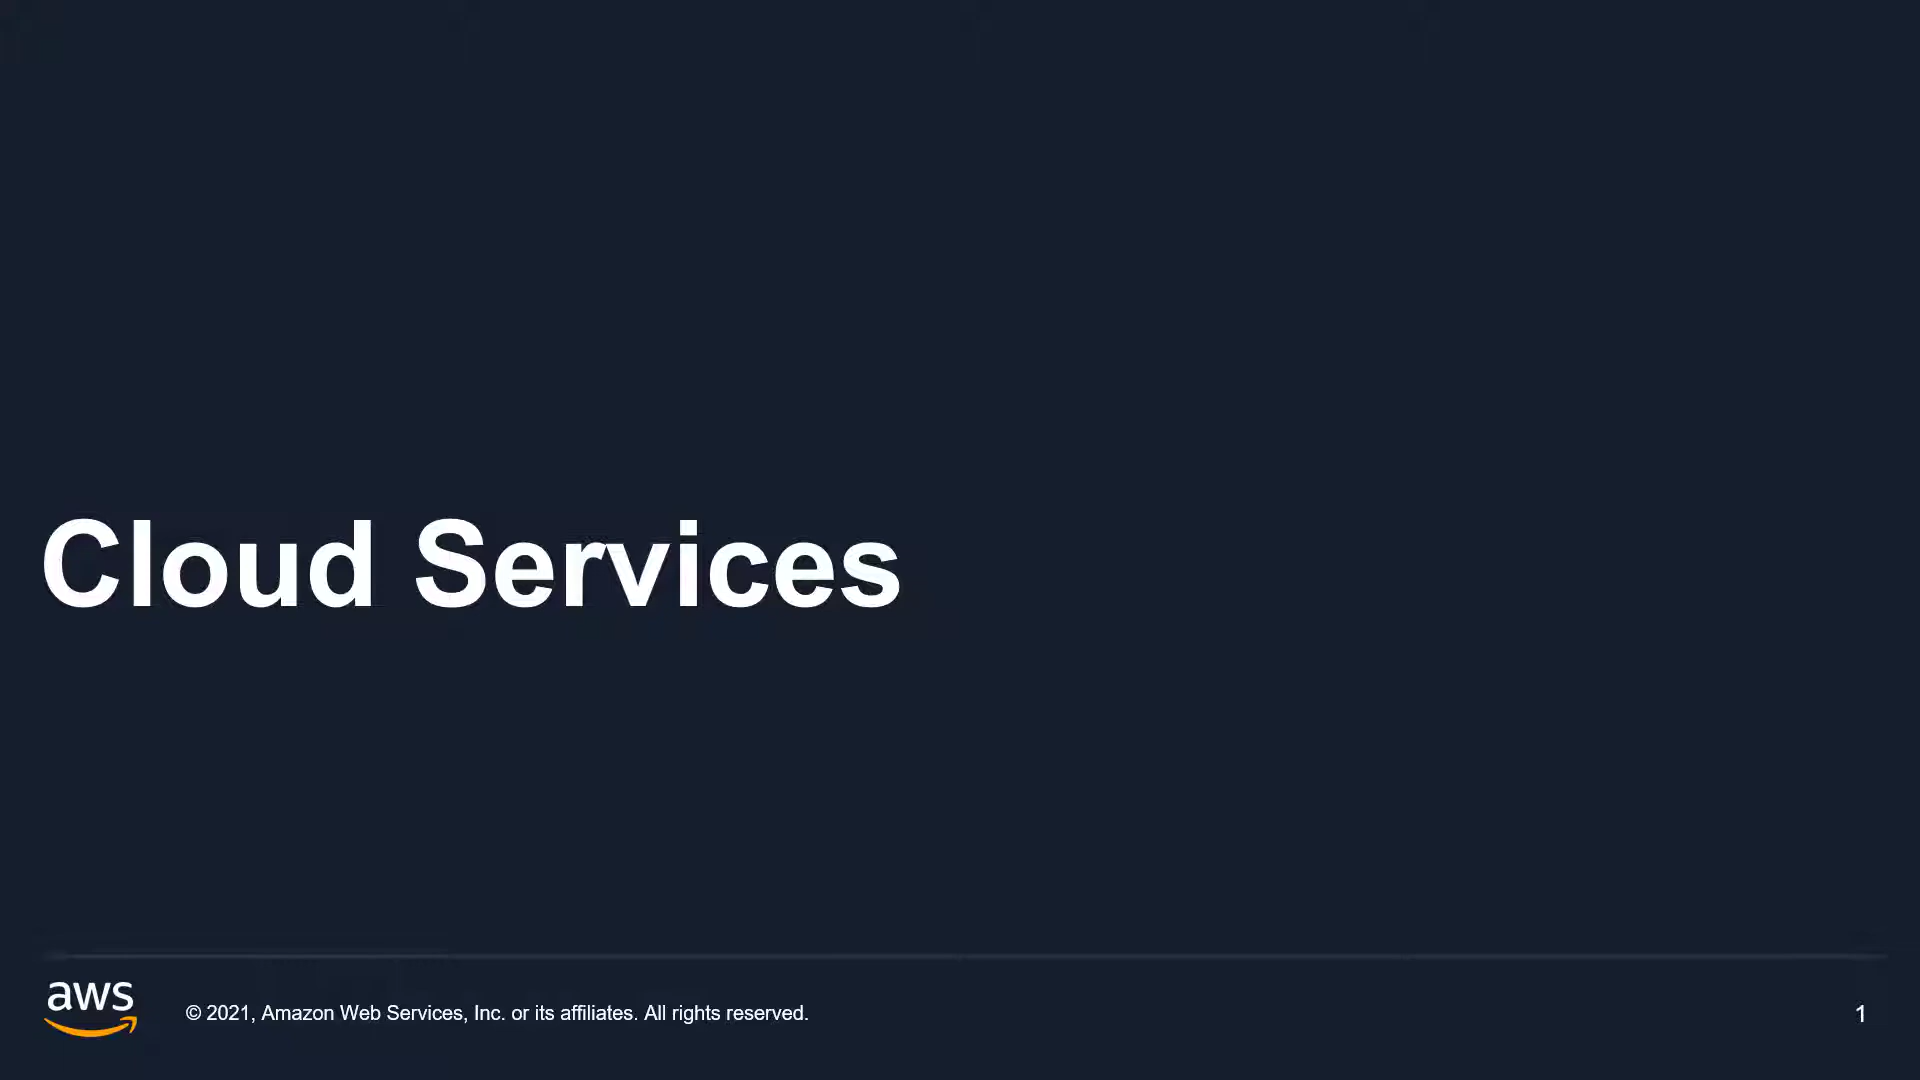 Cloud Services
aws
© 2021, Amazon Web Services, Inc. or its affiliates. All rights reserved.
1